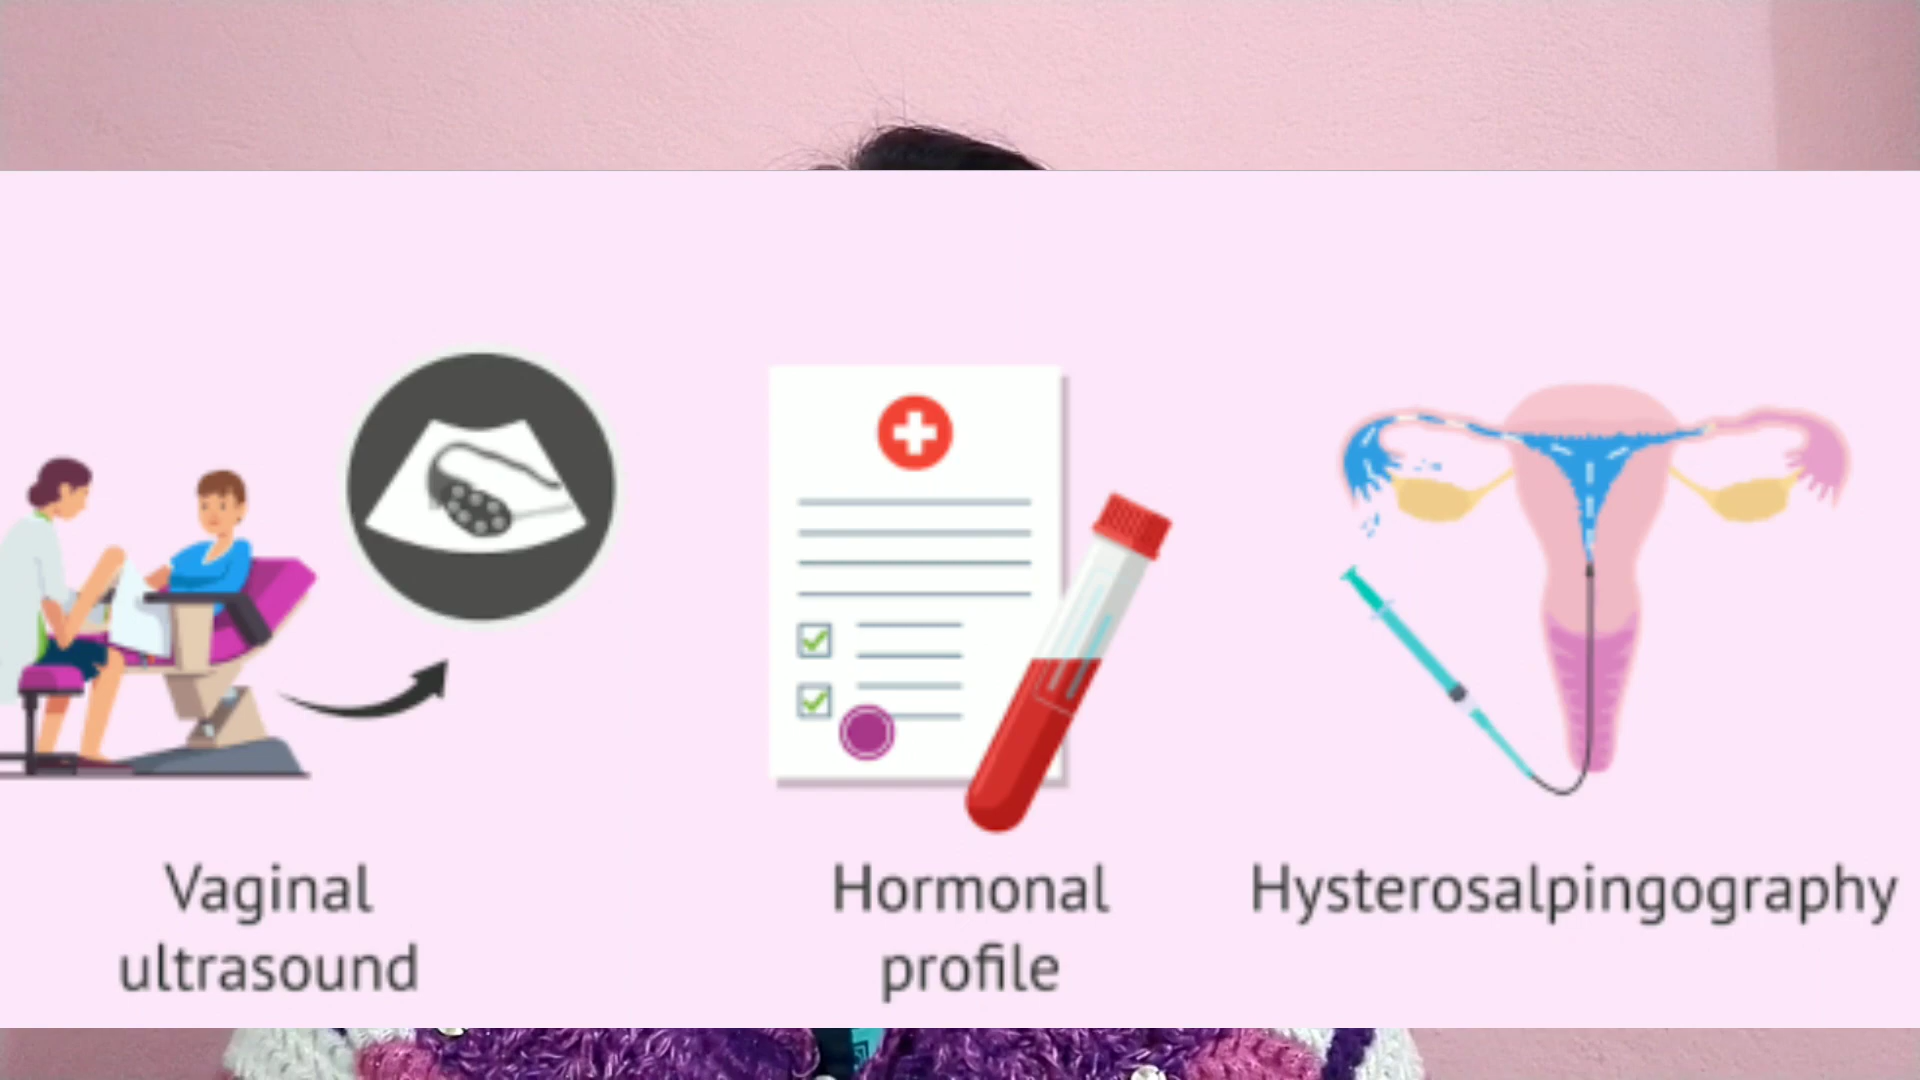 Vaginal
ultrasound
Hormonal
profile
Hysterosalpingography